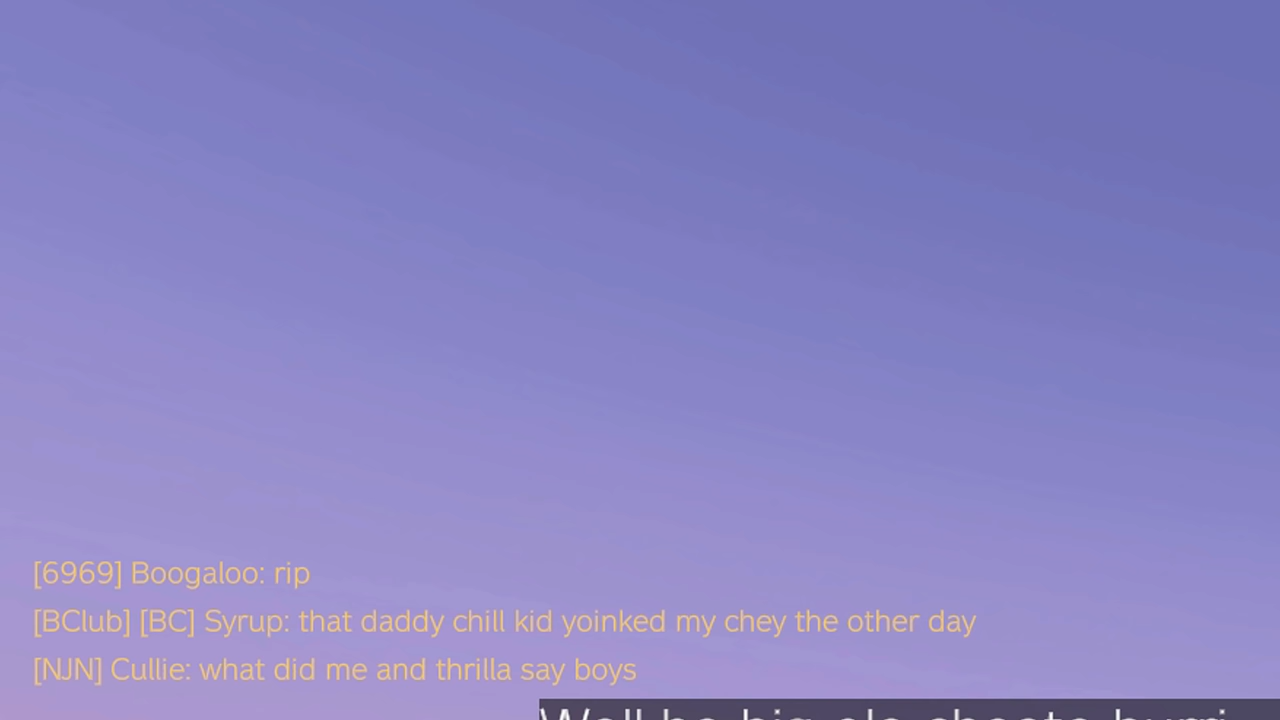 [6969] Boogaloo: rip
[BClub] [BC] Syrup: that daddy chill kid yoinked my chey the other day
[NJN] Cullie: what did me and thrilla say boys